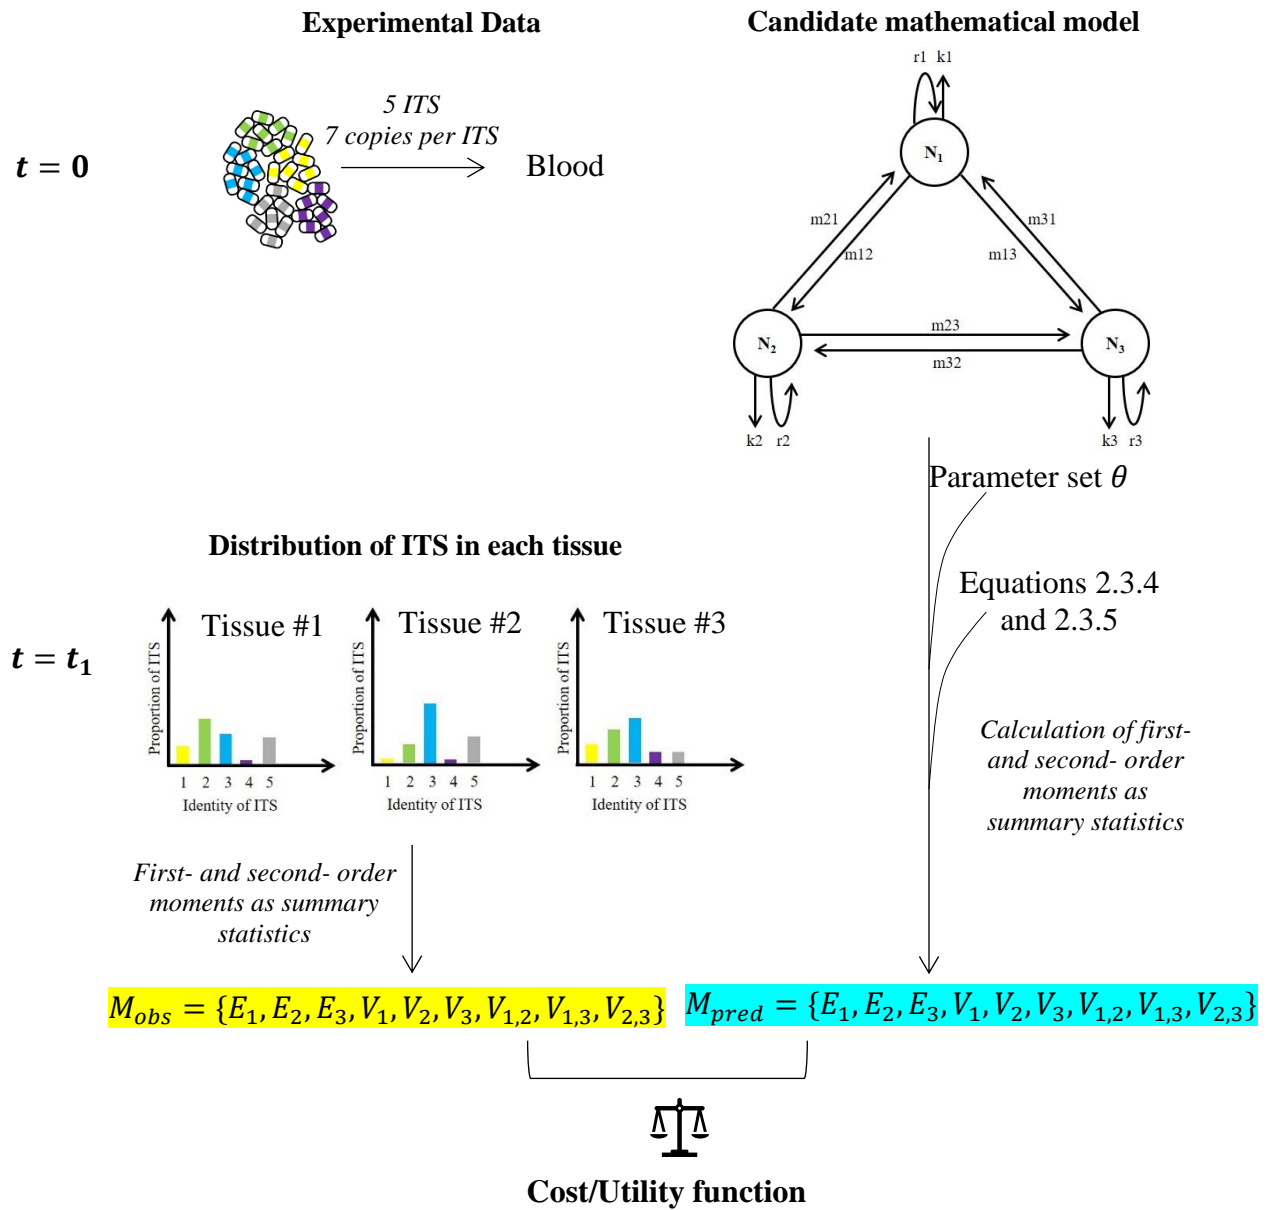 Experimental Data
Candidate mathematical model
t = 0
5 ITS
7 copies per ITS
Blood
r1 k1
N1
m21
m12
m31
m13
N2
m23
m32
N3
k2 r2
k3 r3
Parameter set θ
Equations 2.3.4
and 2.3.5
Calculation of first-
and second- order
moments as
summary statistics
Distribution of ITS in each tissue
t = t1
Tissue #1
Proportion of ITS
1 2 3 4 5
Identity of ITS
Tissue #2
Proportion of ITS
1 2 3 4 5
Identity of ITS
Tissue #3
Proportion of ITS
1 2 3 4 5
Identity of ITS
First- and second- order
moments as summary
statistics
M_obs = {E1, E2, E3, V1, V2, V3, V1,2, V1,3, V2,3}
M_pred = {E1, E2, E3, V1, V2, V3, V1,2, V1,3, V2,3}
Cost/Utility function